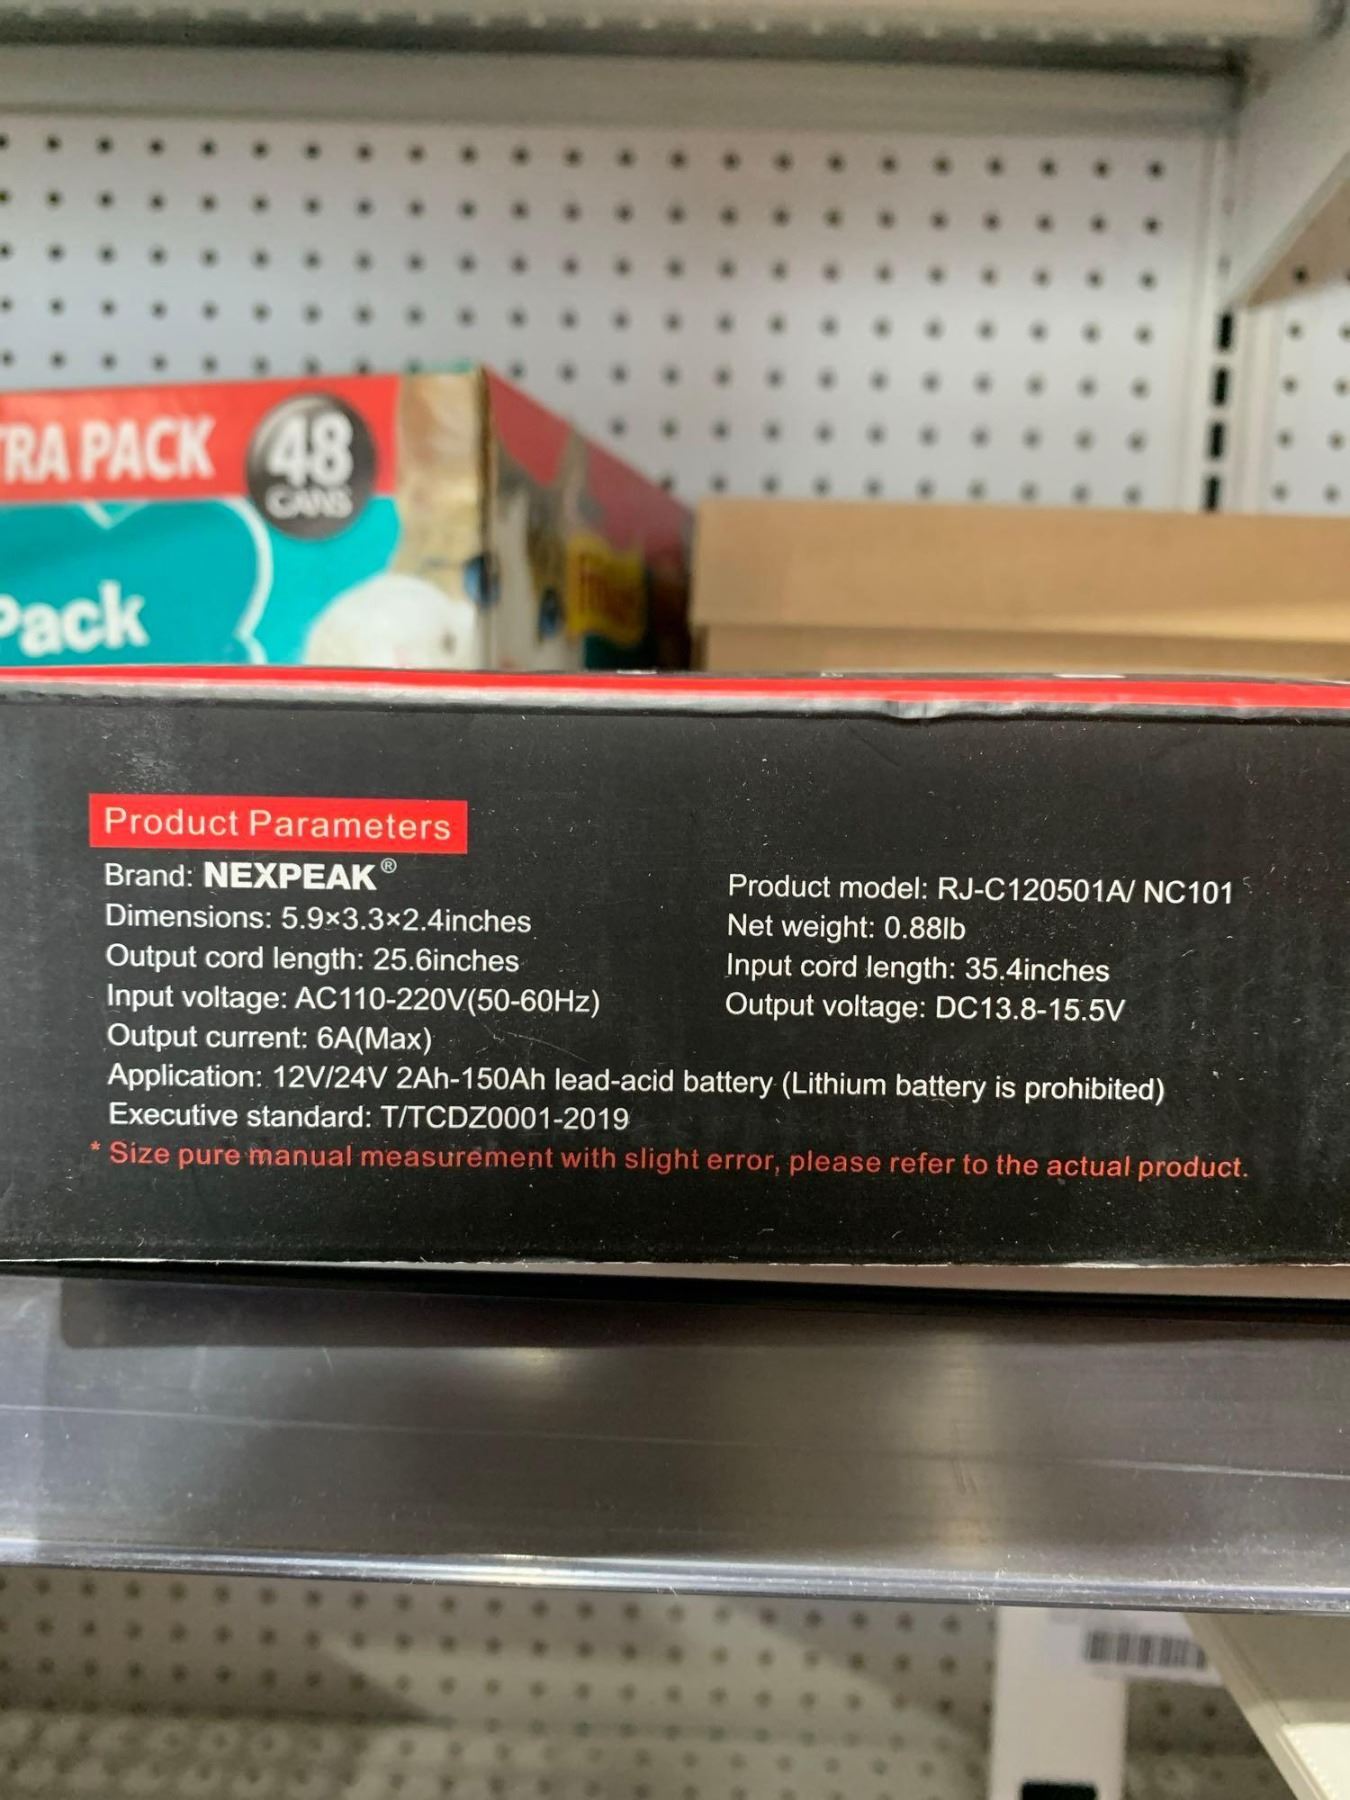 RA PACK
48
CANS
Pack
Product Parameters
Brand: NEXPEAK®
Dimensions: 5.9×3.3×2.4inches
Output cord length: 25.6inches
Input voltage: AC110-220V(50-60Hz)
Output current: 6A(Max)
Product model: RJ-C120501A/ NC101
Net weight: 0.88lb
Input cord length: 35.4inches
Output voltage: DC13.8-15.5V
Application: 12V/24V 2Ah-150Ah lead-acid battery (Lithium battery is prohibited)
Executive standard: T/TCDZ0001-2019
* Size pure manual measurement with slight error, please refer to the actual product.